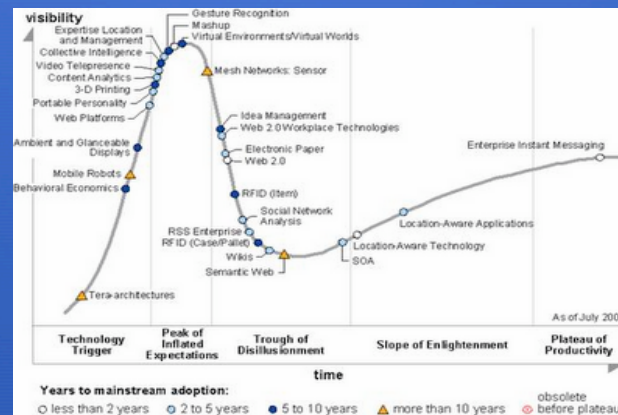 visibility
Gesture Recognition
Mashup
Virtual Environments/Virtual Worlds
Expertise Location
and Management
Collective Intelligence
Video Telepresence
Content Analytics
3-D Printing
Portable Personality
Web Platforms
Mesh Networks: Sensor
Idea Management
Web 2.0 Workplace Technologies
Electronic Paper
Web 2.0
Ambient and Glanceable
Displays
Mobile Robots
Behavioral Economics
RFID (Item)
Social Network
Analysis
RSS Enterprise
RFID (Case/Pallet)
Wikis
Semantic Web
Enterprise Instant Messaging
Location-Aware Applications
Location-Aware Technology
SOA
Tera-architectures
As of July 200
Technology
Trigger
Peak of
Inflated
Expectations
Trough of
Disillusionment
Slope of Enlightenment
Plateau of
Productivity
time
Years to mainstream adoption:
less than 2 years 2 to 5 years 5 to 10 years more than 10 years
obsolete
before plateau